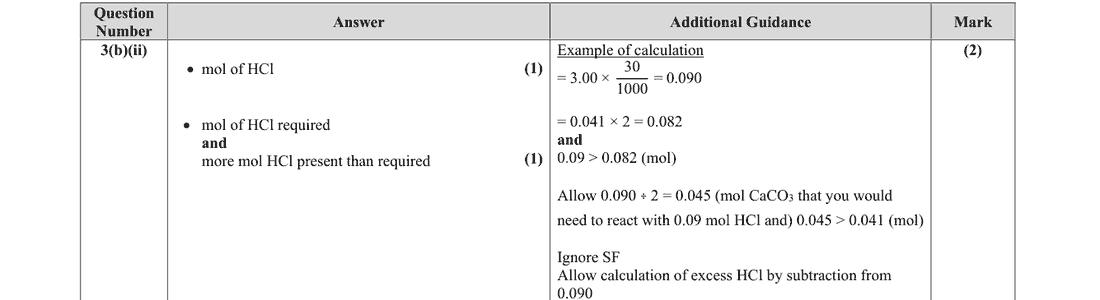 Question Number Answer Additional Guidance Mark
3(b)(ii)
• mol of HCl (1)
• mol of HCl required
and
more mol HCl present than required (1)
Example of calculation
= 3.00 × 30/1000 = 0.090
= 0.041 × 2 = 0.082
and
0.09 > 0.082 (mol)
Allow 0.090 ÷ 2 = 0.045 (mol CaCO₃ that you would
need to react with 0.09 mol HCl and) 0.045 > 0.041 (mol)
Ignore SF
Allow calculation of excess HCl by subtraction from
0.090
(2)